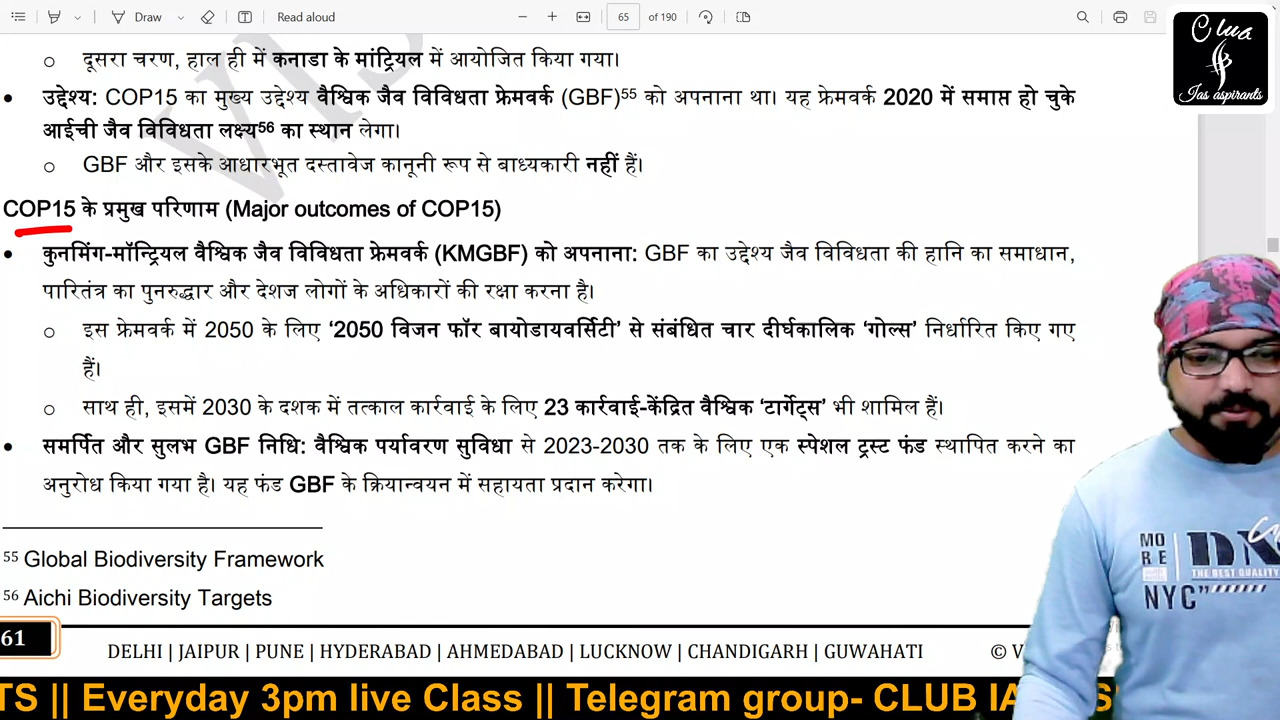 Draw
Read aloud
65 of 190
Club
Ias aspirants
दूसरा चरण, हाल ही में कनाडा के मांट्रियल में आयोजित किया गया।
उद्देश्य: COP15 का मुख्य उद्देश्य वैश्विक जैव विविधता फ्रेमवर्क (GBF)55 को अपनाना था। यह फ्रेमवर्क 2020 में समाप्त हो चुके
आईची जैव विविधता लक्ष्य56 का स्थान लेगा।
GBF और इसके आधारभूत दस्तावेज कानूनी रूप से बाध्यकारी नहीं हैं।
COP15 के प्रमुख परिणाम (Major outcomes of COP15)
कुनमिंग-मॉन्ट्रियल वैश्विक जैव विविधता फ्रेमवर्क (KMGBF) को अपनाना: GBF का उद्देश्य जैव विविधता की हानि का समाधान,
पारितंत्र का पुनरुद्धार और देशज लोगों के अधिकारों की रक्षा करना है।
इस फ्रेमवर्क में 2050 के लिए ‘2050 विजन फॉर बायोडायवर्सिटी’ से संबंधित चार दीर्घकालिक ‘गोल्स’ निर्धारित किए गए
हैं।
साथ ही, इसमें 2030 के दशक में तत्काल कार्रवाई के लिए 23 कार्रवाई-केंद्रित वैश्विक ‘टार्गेट्स’ भी शामिल हैं।
समर्पित और सुलभ GBF निधि: वैश्विक पर्यावरण सुविधा से 2023-2030 तक के लिए एक स्पेशल ट्रस्ट फंड स्थापित करने का
अनुरोध किया गया है। यह फंड GBF के क्रियान्वयन में सहायता प्रदान करेगा।
55 Global Biodiversity Framework
56 Aichi Biodiversity Targets
MO
RE
DN
THE BEST QUALITY
NYC"
61
DELHI | JAIPUR | PUNE | HYDERABAD | AHMEDABAD | LUCKNOW | CHANDIGARH | GUWAHATI
© V
TS || Everyday 3pm live Class || Telegram group- CLUB IA